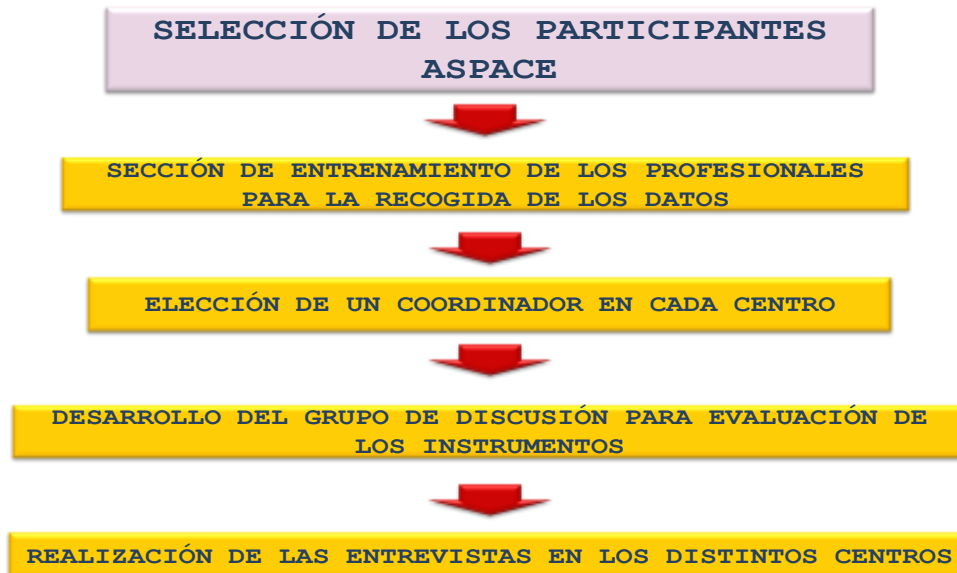 SELECCIÓN DE LOS PARTICIPANTES
ASPACE
SECCIÓN DE ENTRENAMIENTO DE LOS PROFESIONALES
PARA LA RECOGIDA DE LOS DATOS
ELECCIÓN DE UN COORDINADOR EN CADA CENTRO
DESARROLLO DEL GRUPO DE DISCUSIÓN PARA EVALUACIÓN DE
LOS INSTRUMENTOS
REALIZACIÓN DE LAS ENTREVISTAS EN LOS DISTINTOS CENTROS